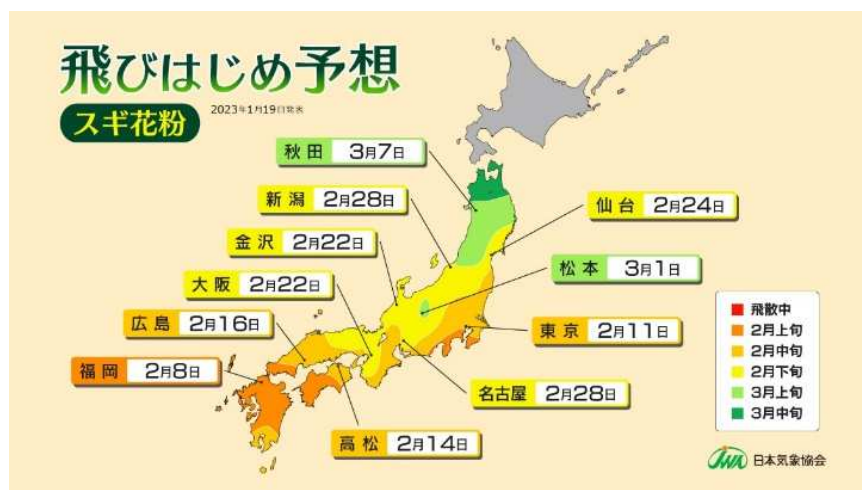 飛びはじめ予想
スギ花粉
2023年1月19日発表
秋田 3月7日
新潟 2月28日
仙台 2月24日
金沢 2月22日
松本 3月1日
大阪 2月22日
広島 2月16日
東京 2月11日
福岡 2月8日
名古屋 2月28日
高松 2月14日
飛散中
2月上旬
2月中旬
2月下旬
3月上旬
3月中旬
JWA 日本気象協会